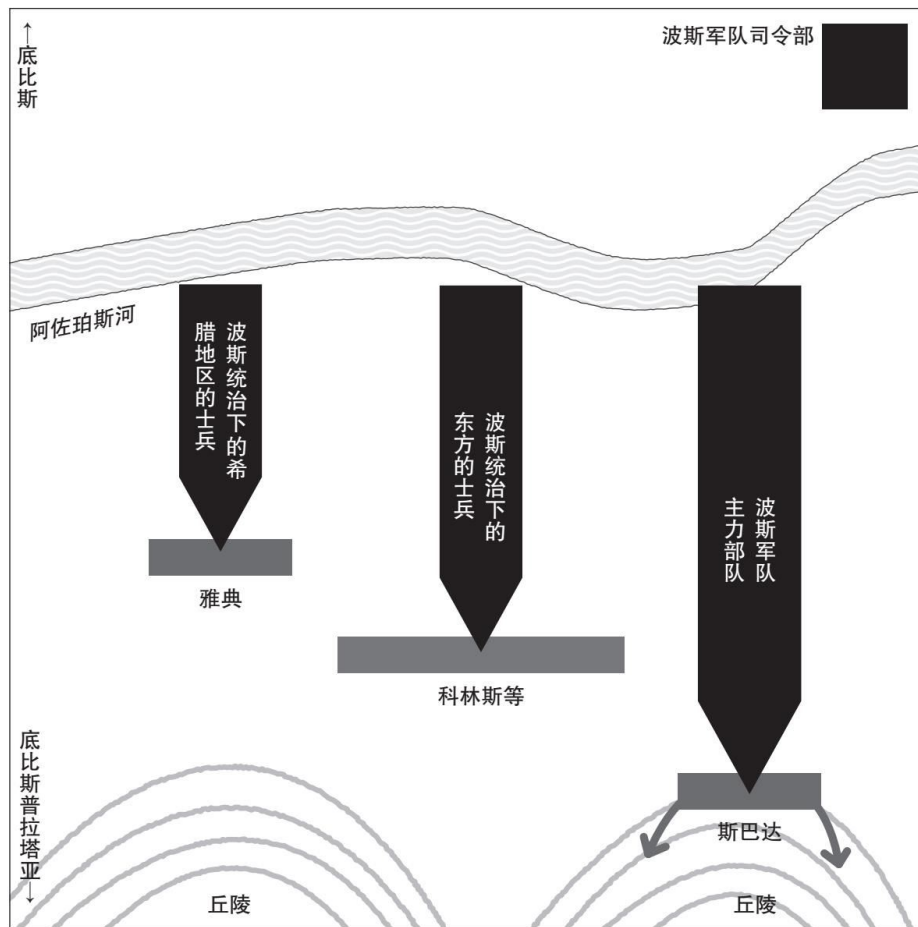 ←底比斯
波斯军队司令部
阿佐珀斯河
波斯统治下的希
腊地区的士兵
波斯统治下的
东方的士兵
波斯军队
主力部队
雅典
科林斯等
斯巴达
底比斯普拉塔亚→
丘陵
丘陵